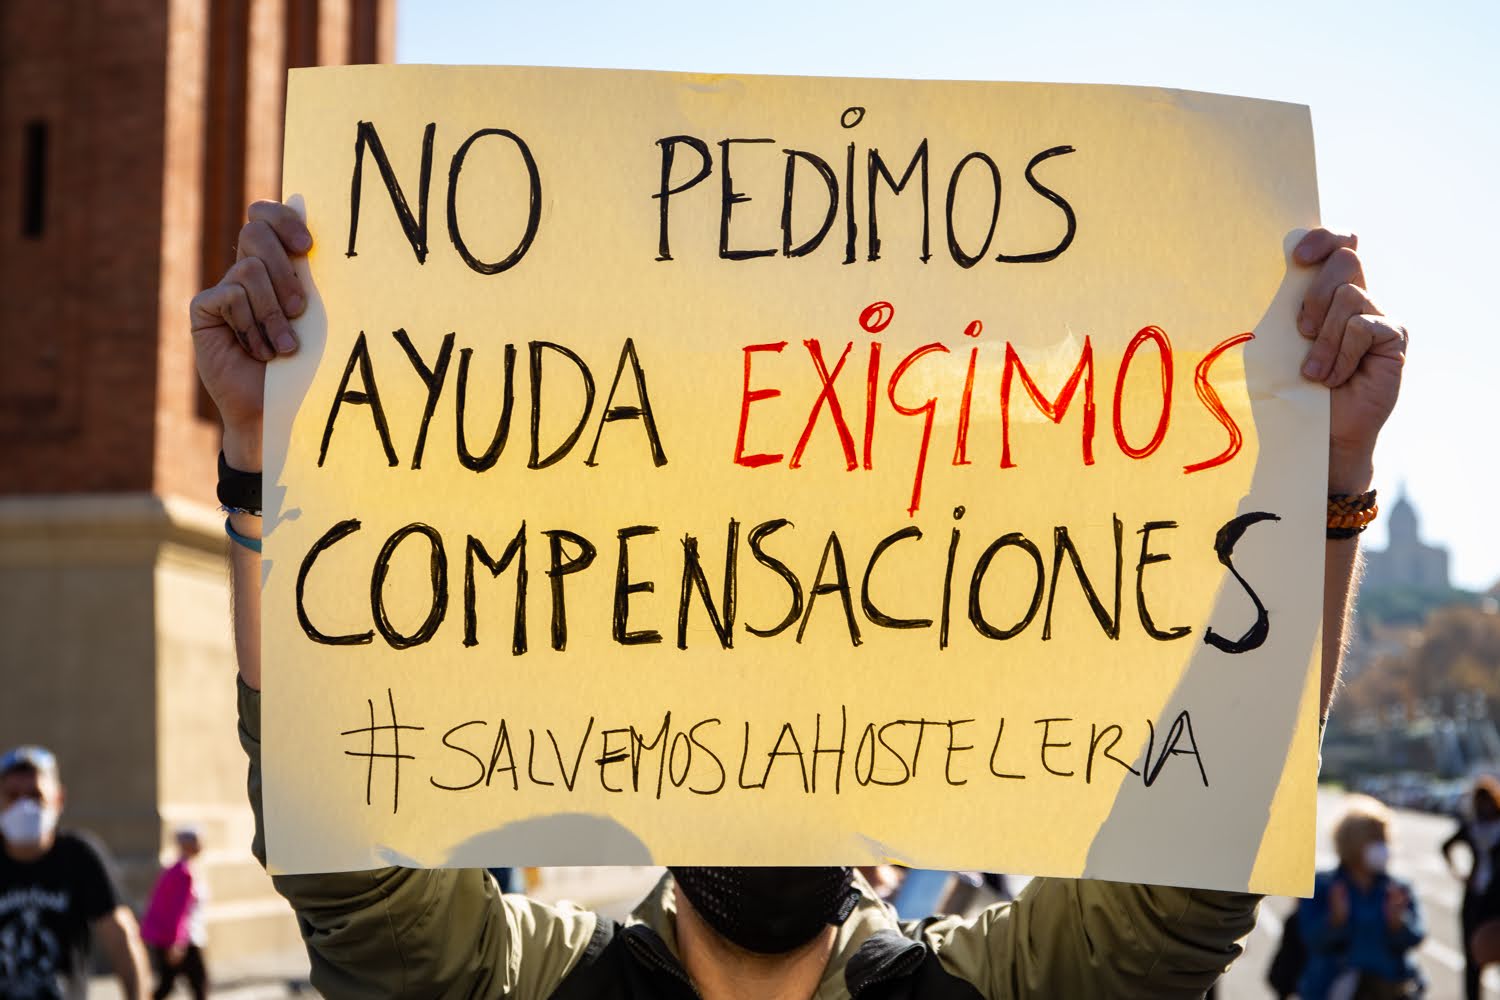 NO PEDIMOS
AYUDA EXIGIMOS
COMPENSACIONES
#SALVEMOSLAHOSTELERIA